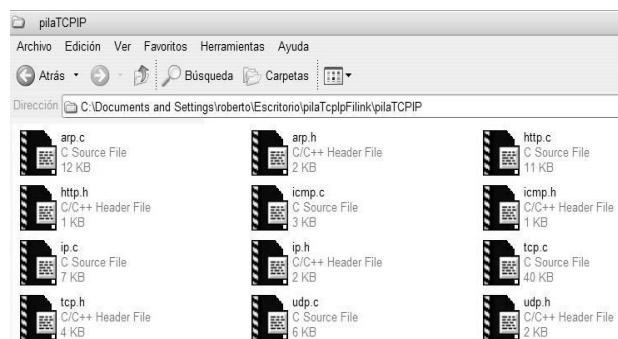 pilaTCPIP
Archivo Edición Ver Favoritos Herramientas Ayuda
Atrás Búsqueda Carpetas
Dirección C:\Documents and Settings\roberto\Escritorio\pilaTcpIpFilink\pilaTCPIP
arp.c
C Source File
12 KB
arp.h
C/C++ Header File
2 KB
http.c
C Source File
11 KB
http.h
C/C++ Header File
1 KB
icmp.c
C Source File
3 KB
icmp.h
C/C++ Header File
1 KB
ip.c
C Source File
7 KB
ip.h
C/C++ Header File
2 KB
tcp.c
C Source File
40 KB
tcp.h
C/C++ Header File
4 KB
udp.c
C Source File
6 KB
udp.h
C/C++ Header File
2 KB